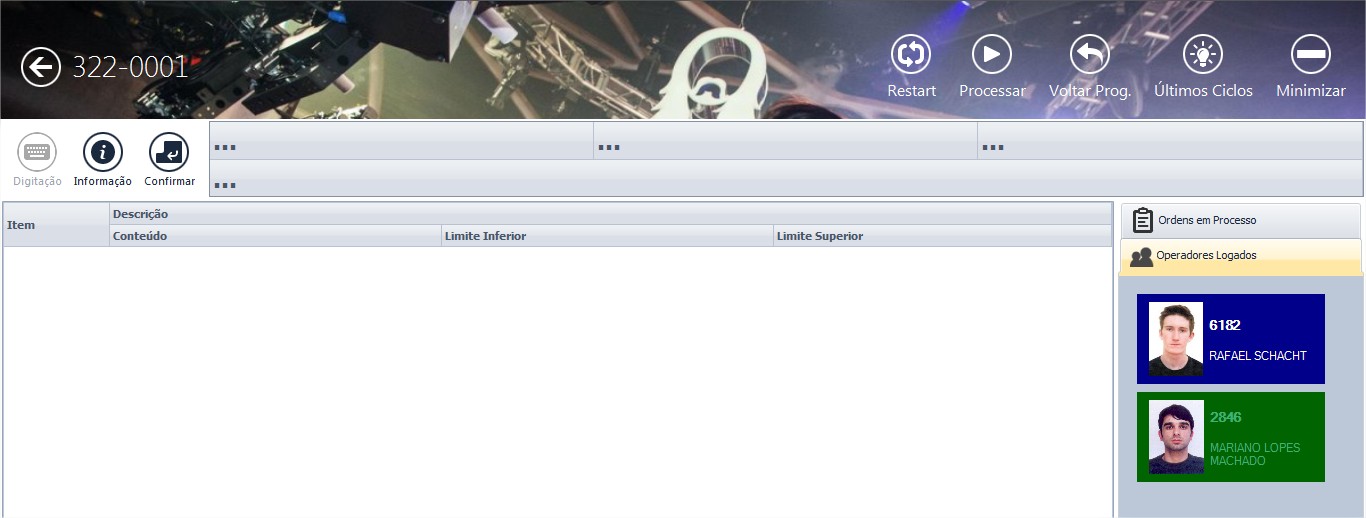 322-0001
Restart
Processar
Voltar Prog.
Últimos Ciclos
Minimizar
Digitação
Informação
Confirmar
...
...
...
...
Item
Descrição
Conteúdo
Limite Inferior
Limite Superior
Ordens em Processo
Operadores Logados
6182
RAFAEL SCHACHT
2846
MARIANO LOPES
MACHADO